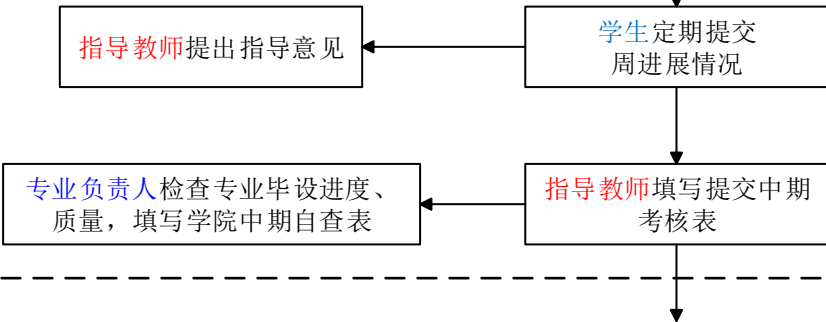 指导教师提出指导意见
学生定期提交
周进展情况
专业负责人检查专业毕设进度、
质量，填写学院中期自查表
指导教师填写提交中期
考核表